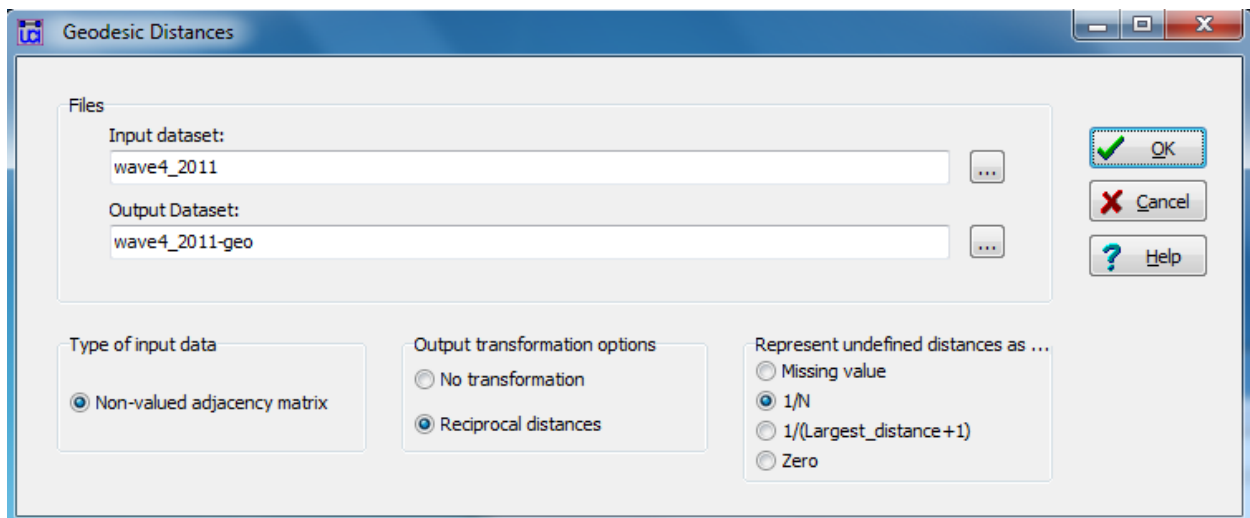 Geodesic Distances
Files
Input dataset:
wave4_2011
...
Output Dataset:
wave4_2011-geo
...
OK
Cancel
Help
Type of input data
Non-valued adjacency matrix
Output transformation options
No transformation
Reciprocal distances
Represent undefined distances as ...
Missing value
1/N
1/(Largest_distance+1)
Zero